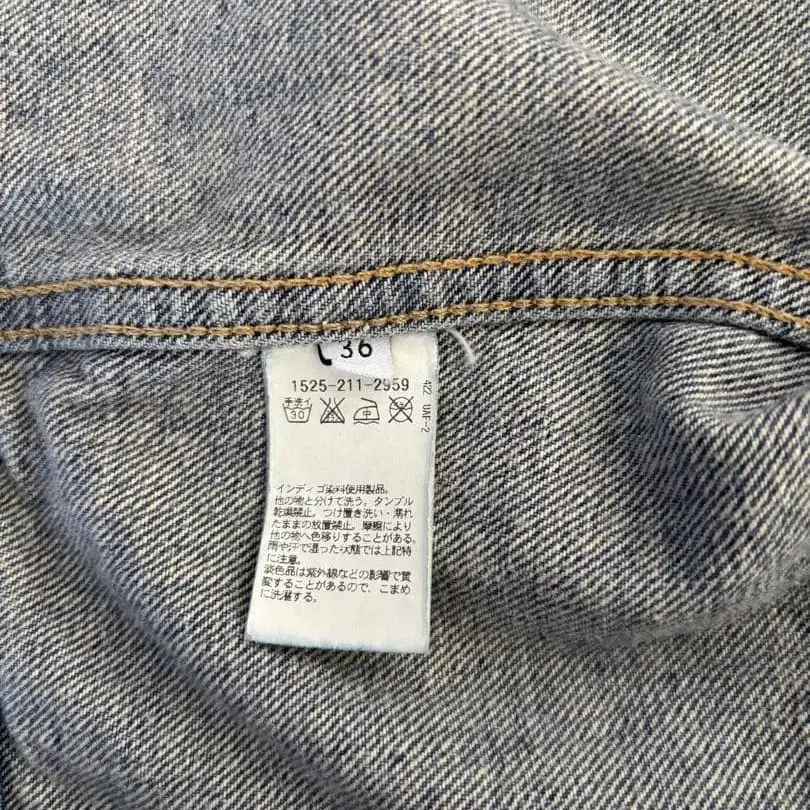 36
1525-211-2959
422 UAF-2
手洗イ
30
中
インディゴ染料使用製品。
他の物と分けて洗う。タンブル
乾燥禁止。つけ置き洗い・濡れ
たままの放置禁止。摩擦により
他の物へ色移りすることがある。
雨や汗で湿った状態では上記特
に注意。
淡色品は紫外線などの影響で質
変することがあるので、こまめ
に洗濯する。